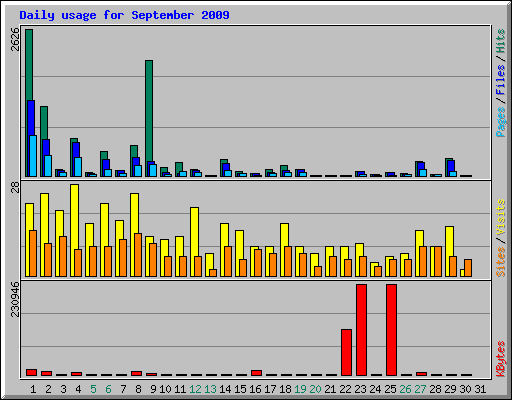 Daily usage for September 2009
2626
Pages / Files / Hits
28
Sites / Visits
230946
KBytes
1 2 3 4 5 6 7 8 9 10 11 12 13 14 15 16 17 18 19 20 21 22 23 24 25 26 27 28 29 30 31